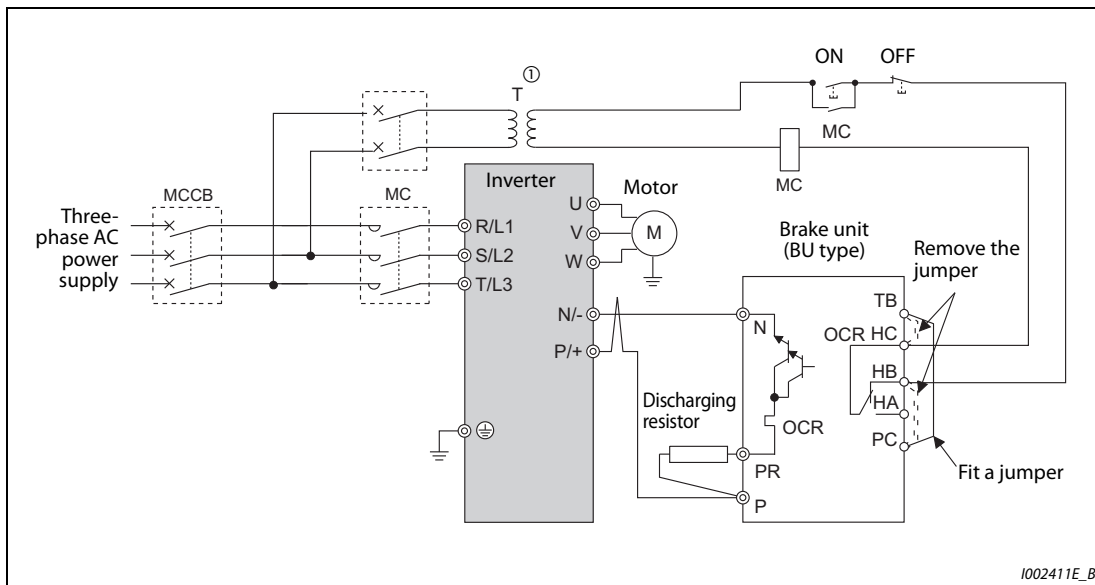 ON
OFF
①
T
MC
MC
MCCB
MC
Inverter
Motor
U
V
W
M
Three-
phase AC
power
supply
R/L1
S/L2
T/L3
N/-
P/+
Brake unit
(BU type)
Remove the
jumper
TB
OCR
HC
HB
HA
PC
N
Discharging
resistor
OCR
PR
P
Fit a jumper
I002411E_B